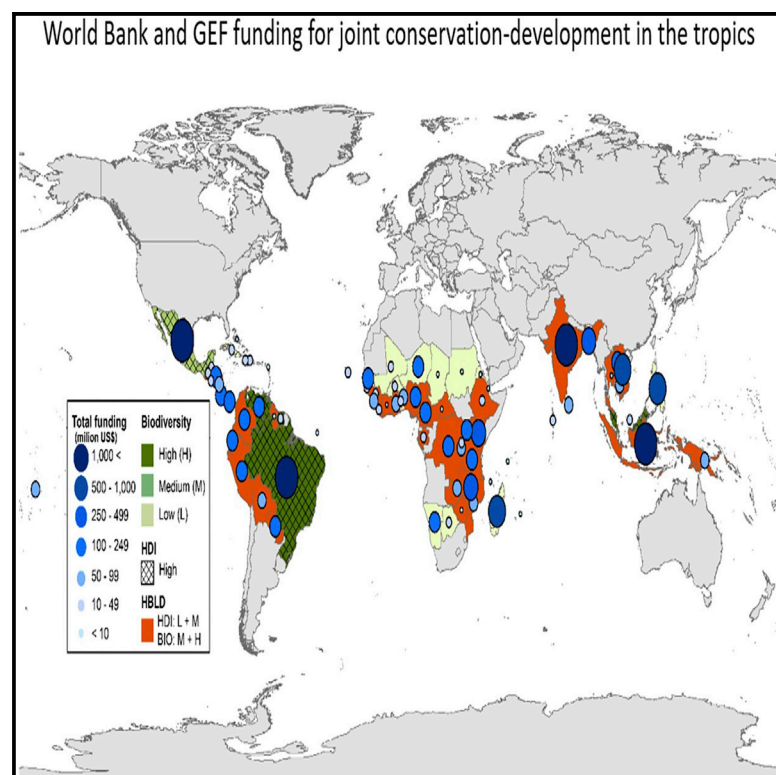 World Bank and GEF funding for joint conservation-development in the tropics
Total funding
(milion US$)
1,000 <
500 - 1,000
250 - 499
100 - 249
50 - 99
10 - 49
< 10
Biodiversity
High (H)
Medium (M)
Low (L)
HDI
High
HBLD
HDI: L + M
BIO: M + H